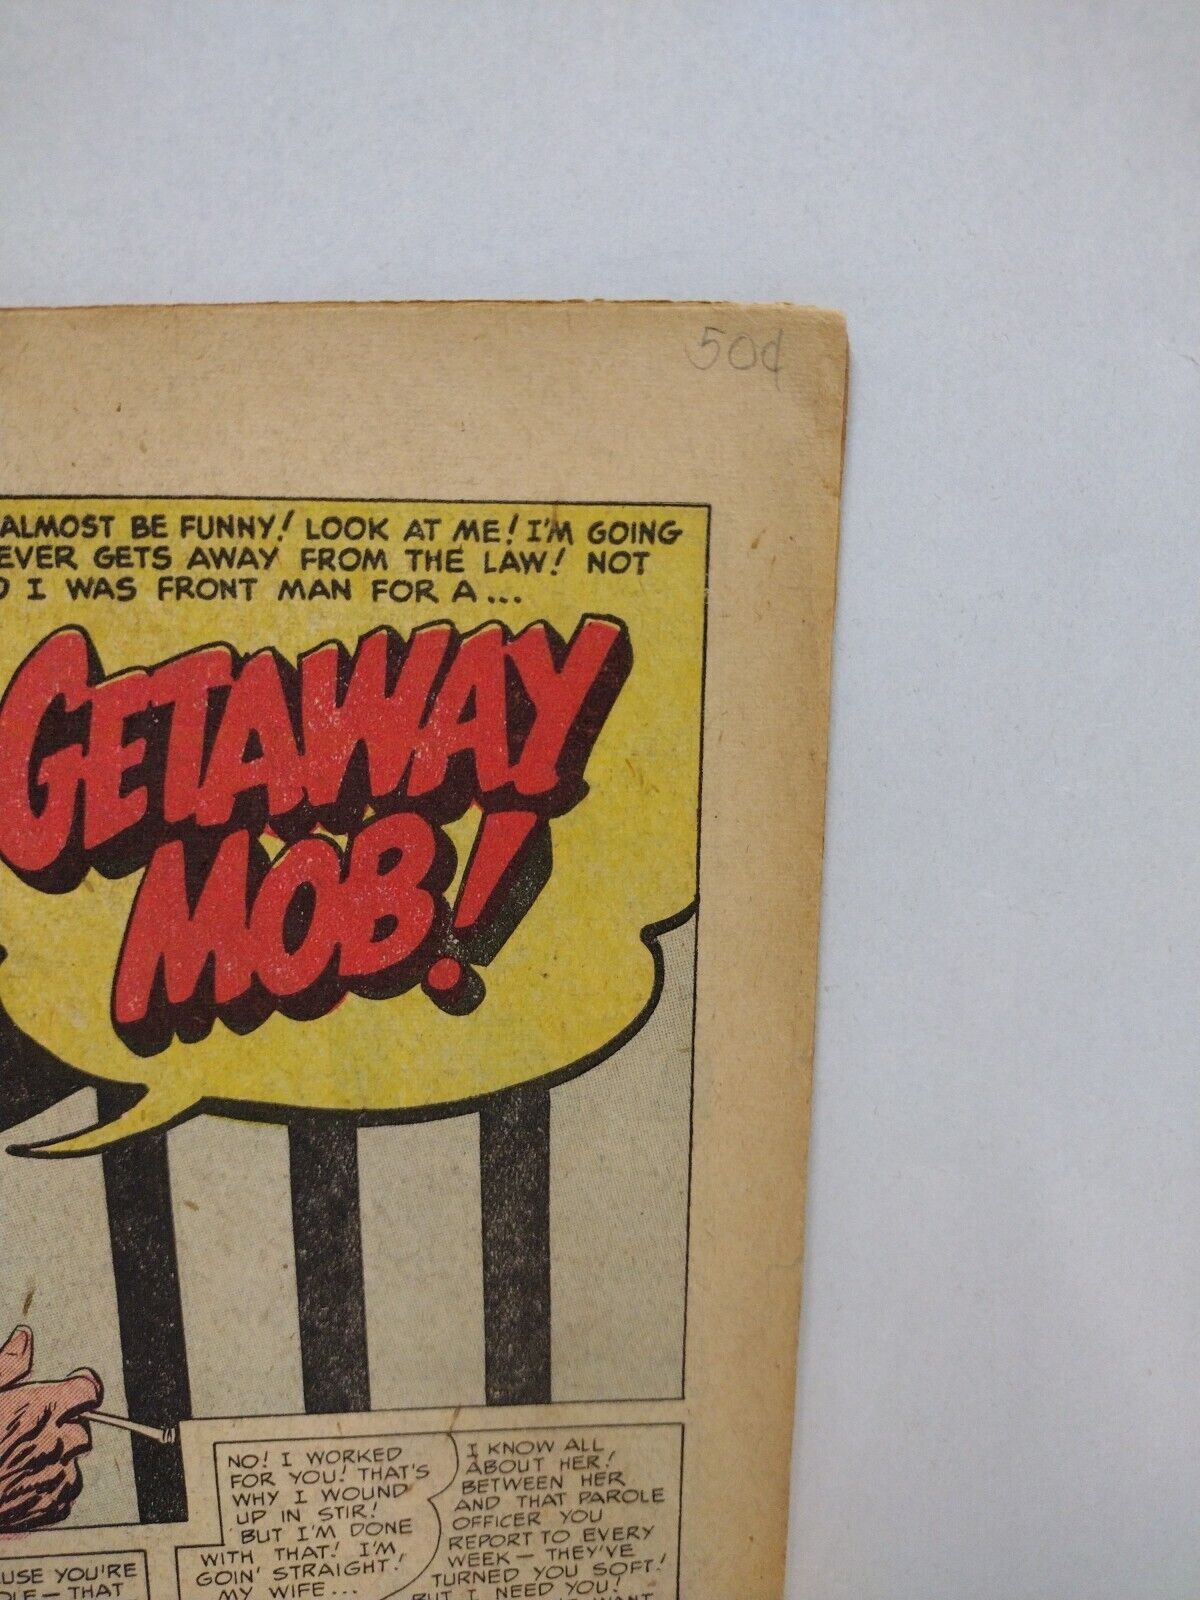 50¢
ALMOST BE FUNNY! LOOK AT ME! I'M GOING
EVER GETS AWAY FROM THE LAW! NOT
I WAS FRONT MAN FOR A...
GETAWAY
MOB!
NO! I WORKED
FOR YOU! THAT'S
WHY I WOUND
UP IN STIR!
BUT I'M DONE
WITH THAT! I'M
GOIN' STRAIGHT!
MY WIFE...
I KNOW ALL
ABOUT HER!
BETWEEN HER
AND THAT PAROLE
OFFICER YOU
REPORT TO EVERY
WEEK— THEY'VE
TURNED YOU SOFT!
BUT I NEED YOU!
WANT
USE YOU'RE
OLE— THAT